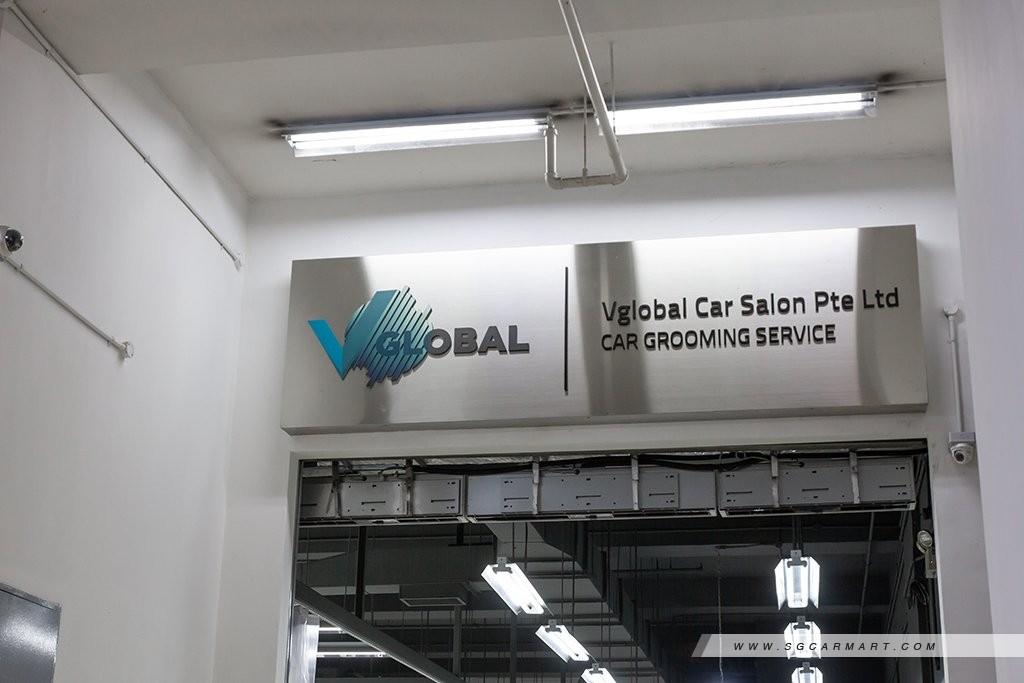 VGLOBAL
Vglobal Car Salon Pte Ltd
CAR GROOMING SERVICE
WWW.SGCARMART.COM